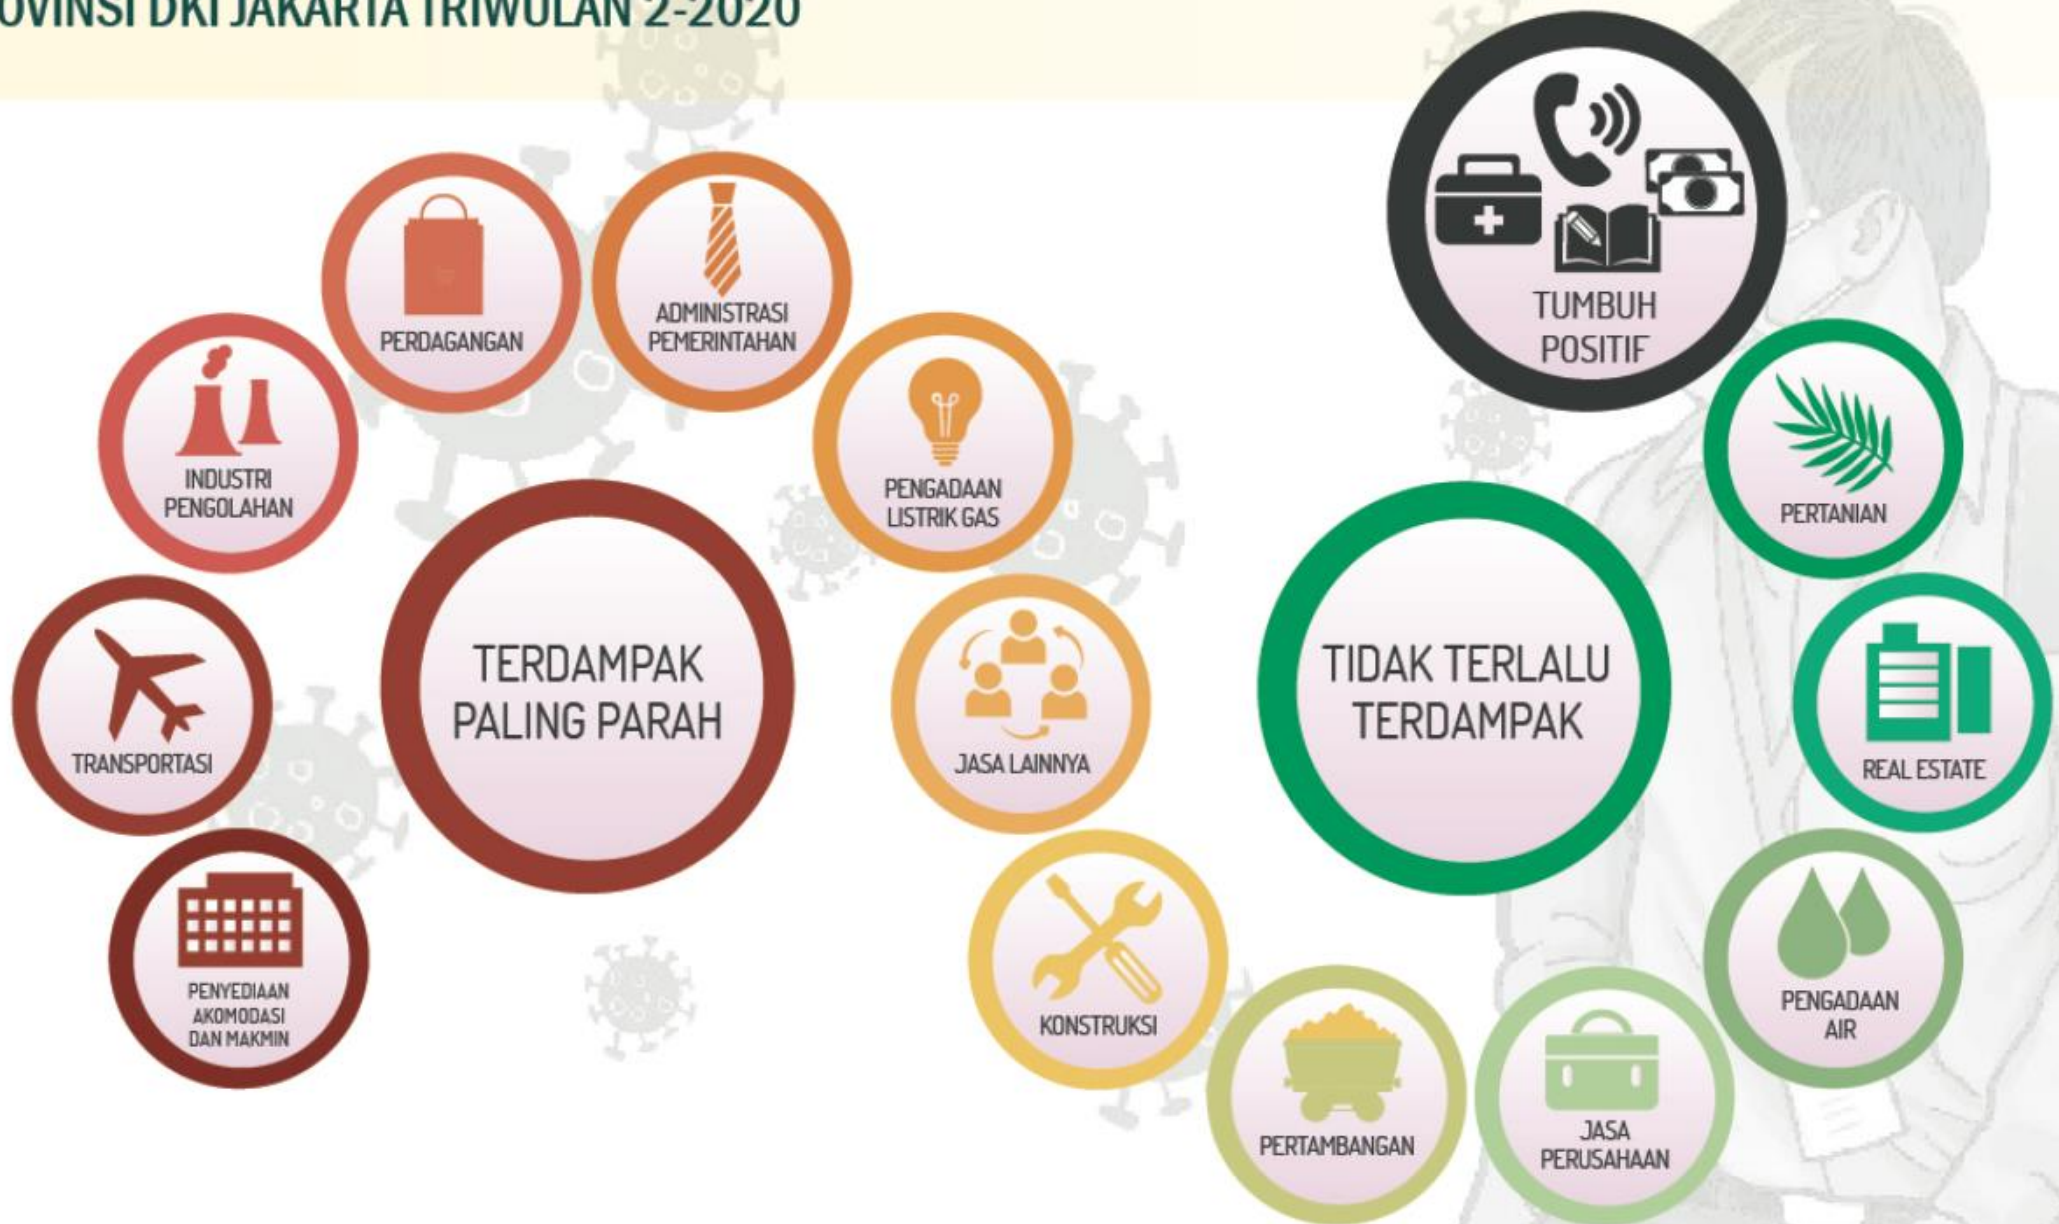 PROVINSI DKI JAKARTA TRIWULAN 2-2020
PERDAGANGAN
ADMINISTRASI
PEMERINTAHAN
INDUSTRI
PENGOLAHAN
PENGADAAN
LISTRIK GAS
TRANSPORTASI
TERDAMPAK
PALING PARAH
JASA LAINNYA
PENYEDIAAN
AKOMODASI
DAN MAKMIN
KONSTRUKSI
TUMBUH
POSITIF
PERTANIAN
TIDAK TERLALU
TERDAMPAK
REAL ESTATE
PENGADAAN
AIR
PERTAMBANGAN
JASA
PERUSAHAAN